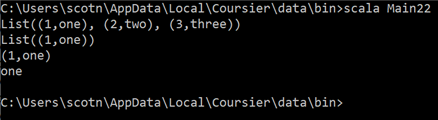 C:\Users\scotn\AppData\Local\Coursier\data\bin>scala Main22
List((1,one), (2,two), (3,three))
List((1,one))
(1,one)
one
C:\Users\scotn\AppData\Local\Coursier\data\bin>